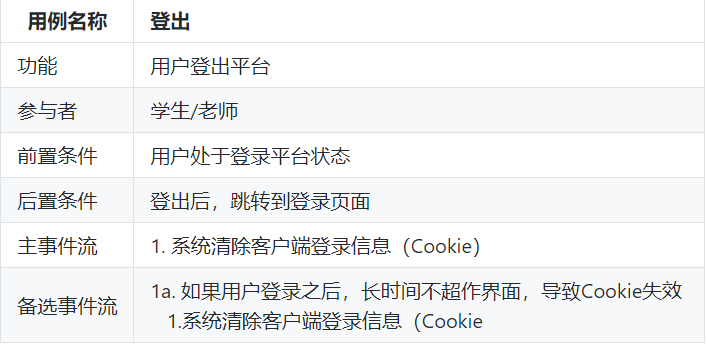 用例名称 登出
功能 用户登出平台
参与者 学生/老师
前置条件 用户处于登录平台状态
后置条件 登出后，跳转到登录页面
主事件流 1. 系统清除客户端登录信息（Cookie）
备选事件流 1a. 如果用户登录之后，长时间不超作界面，导致Cookie失效
1.系统清除客户端登录信息（Cookie